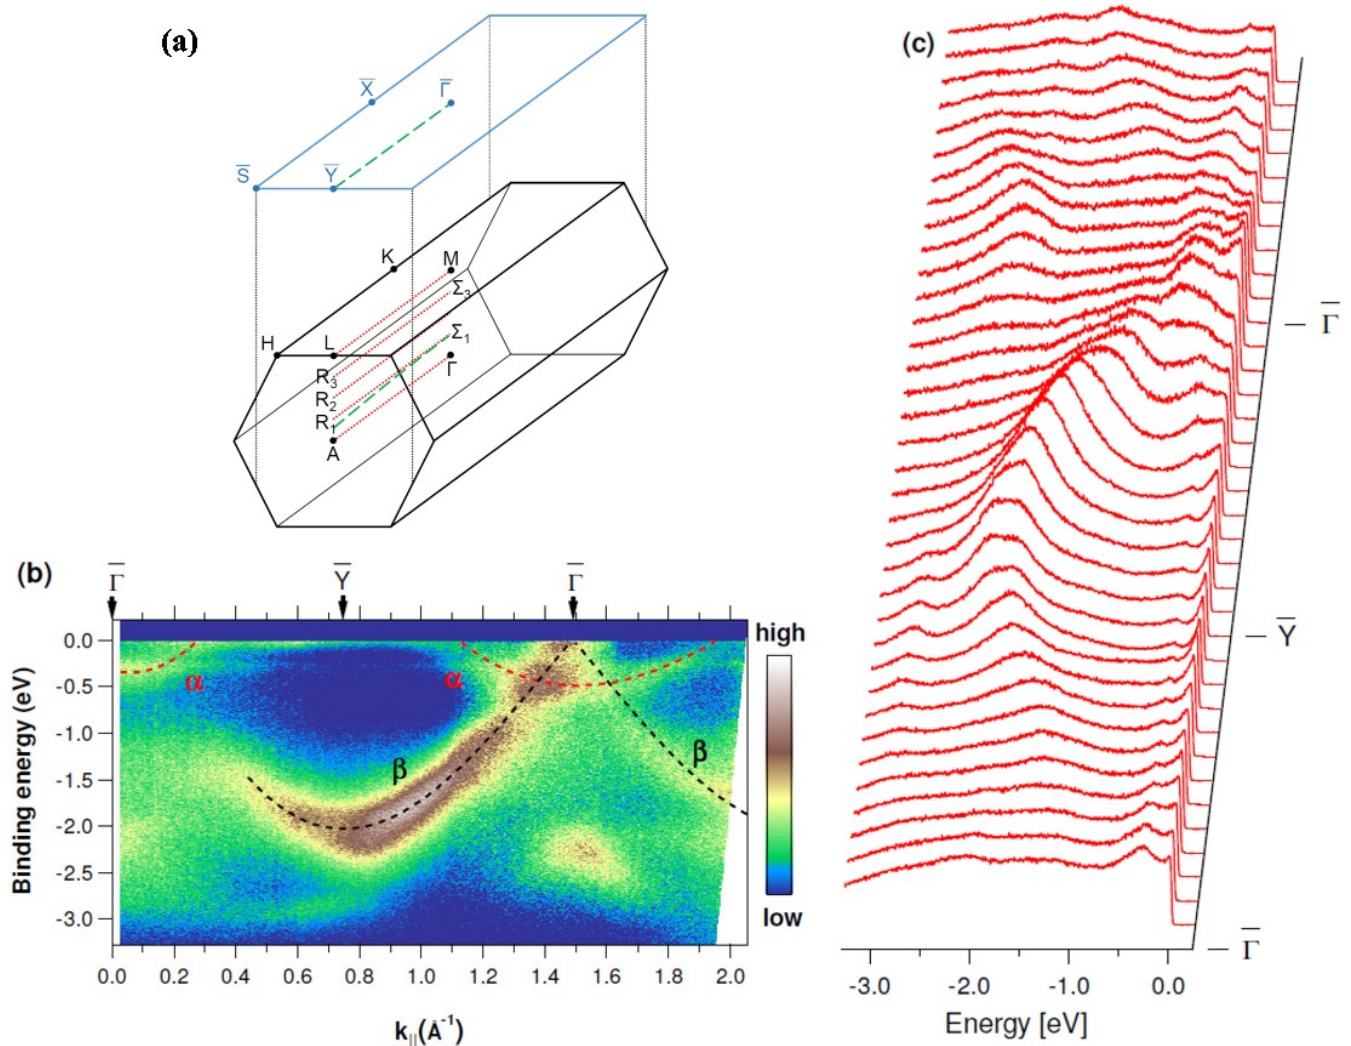 (a)
X̅
Γ̅
S̅
Y̅
K
M
Σ₃
H
L
Σ₁
R₃
Γ
R₂
R₁
A
(b)
Γ̅
Y̅
Γ̅
0.0
-0.5
-1.0
-1.5
-2.0
-2.5
-3.0
Binding energy (eV)
α
α
β
β
high
low
0.0 0.2 0.4 0.6 0.8 1.0 1.2 1.4 1.6 1.8 2.0
k||(Å⁻¹)
(c)
Γ̅
Y̅
Γ̅
-3.0 -2.0 -1.0 0.0
Energy [eV]